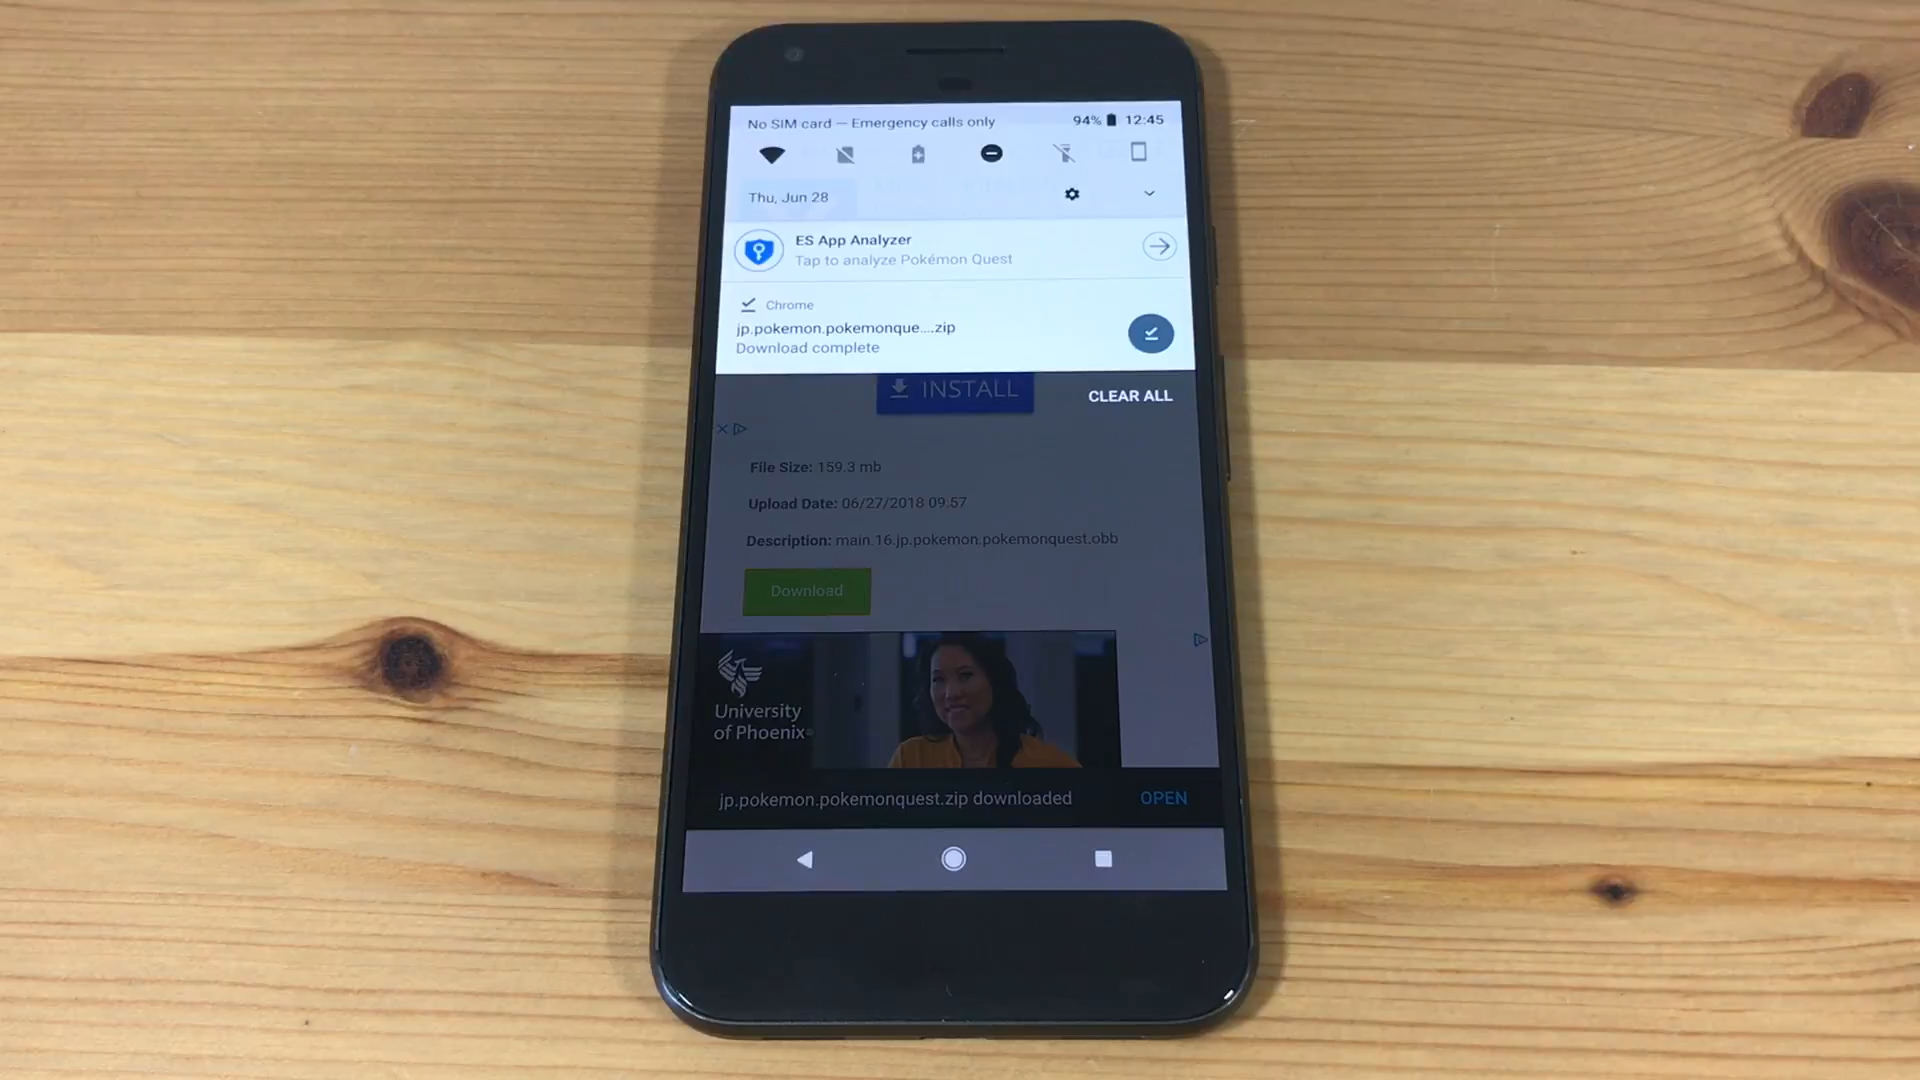 No SIM card — Emergency calls only 94% 12:45
Thu, Jun 28
ES App Analyzer
Tap to analyze Pokémon Quest
Chrome
jp.pokemon.pokemonque....zip
Download complete
INSTALL
CLEAR ALL
File Size: 159.3 mb
Upload Date: 06/27/2018 09:57
Description: main.16.jp.pokemon.pokemonquest.obb
Download
University
of Phoenix®
jp.pokemon.pokemonquest.zip downloaded OPEN